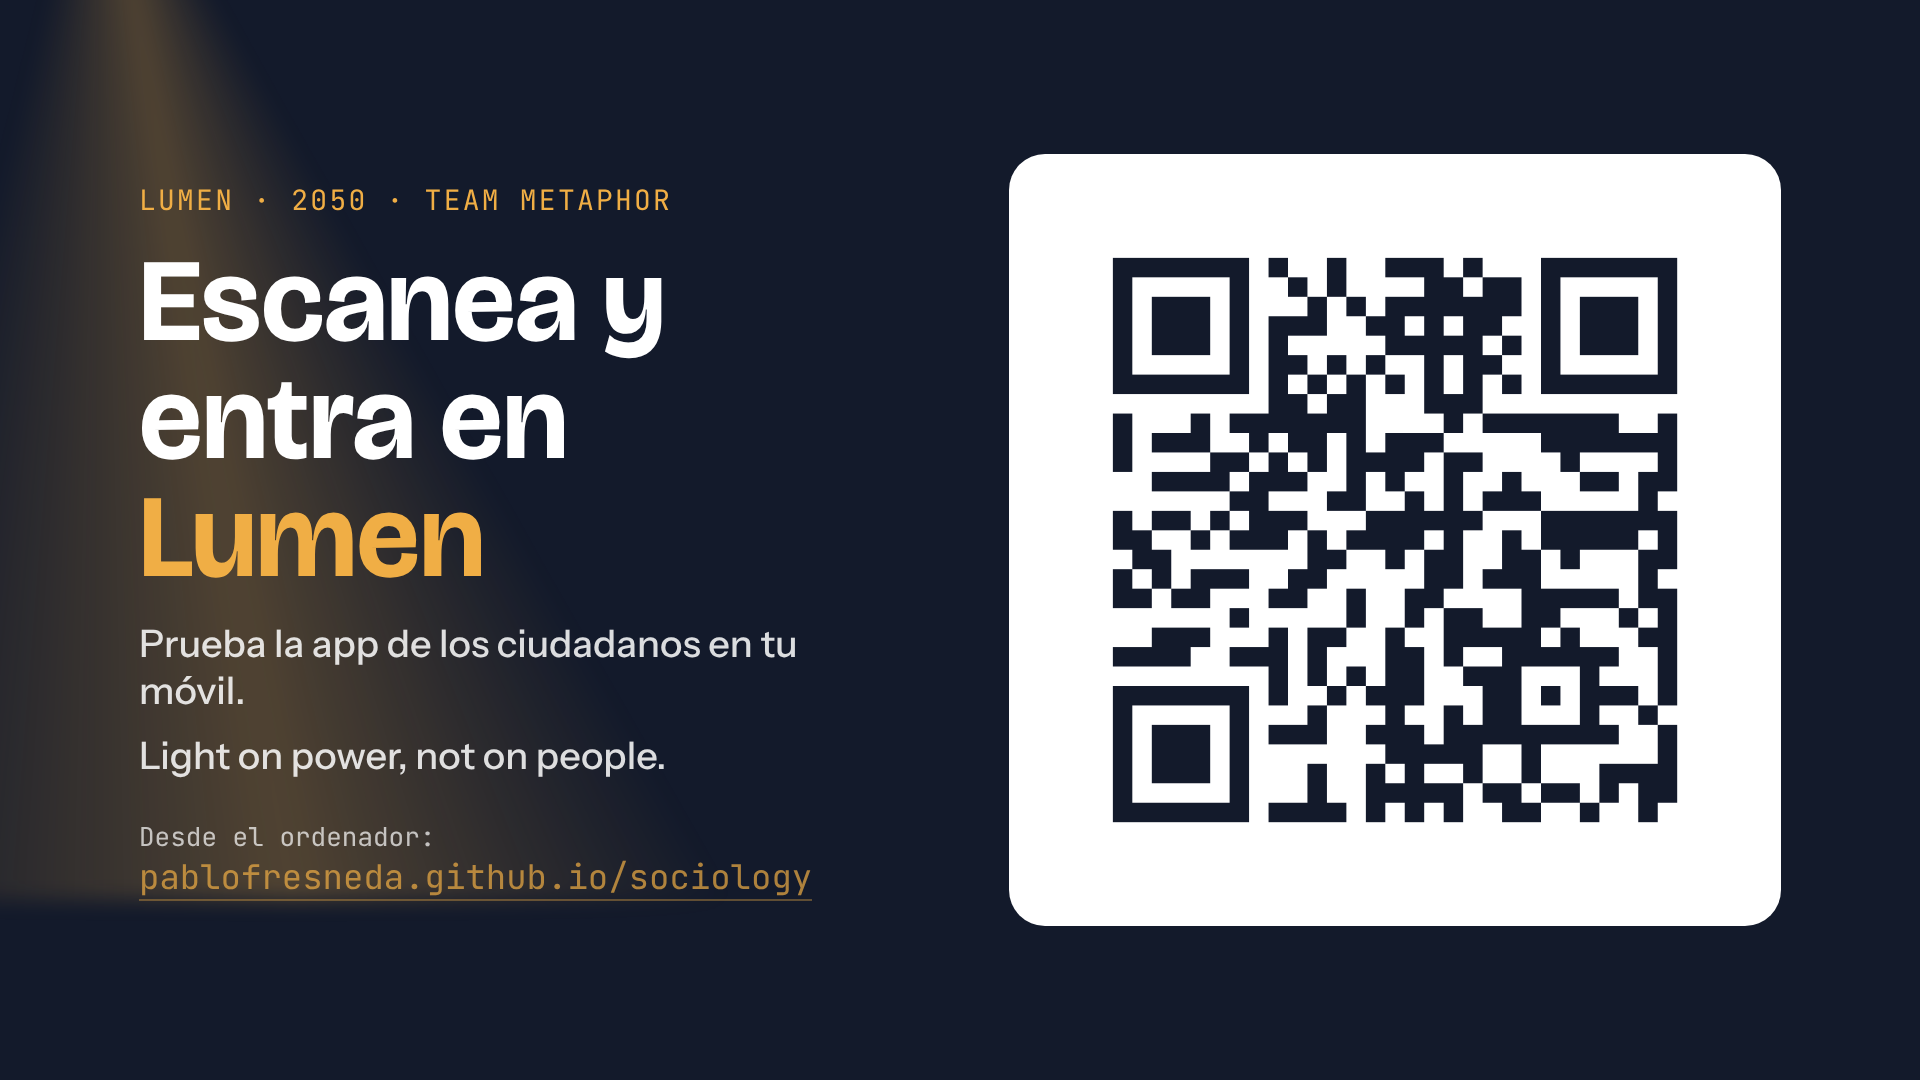 LUMEN · 2050 · TEAM METAPHOR
Escanea y
entra en
Lumen
Prueba la app de los ciudadanos en tu
móvil.
Light on power, not on people.
Desde el ordenador:
pablofresneda.github.io/sociology